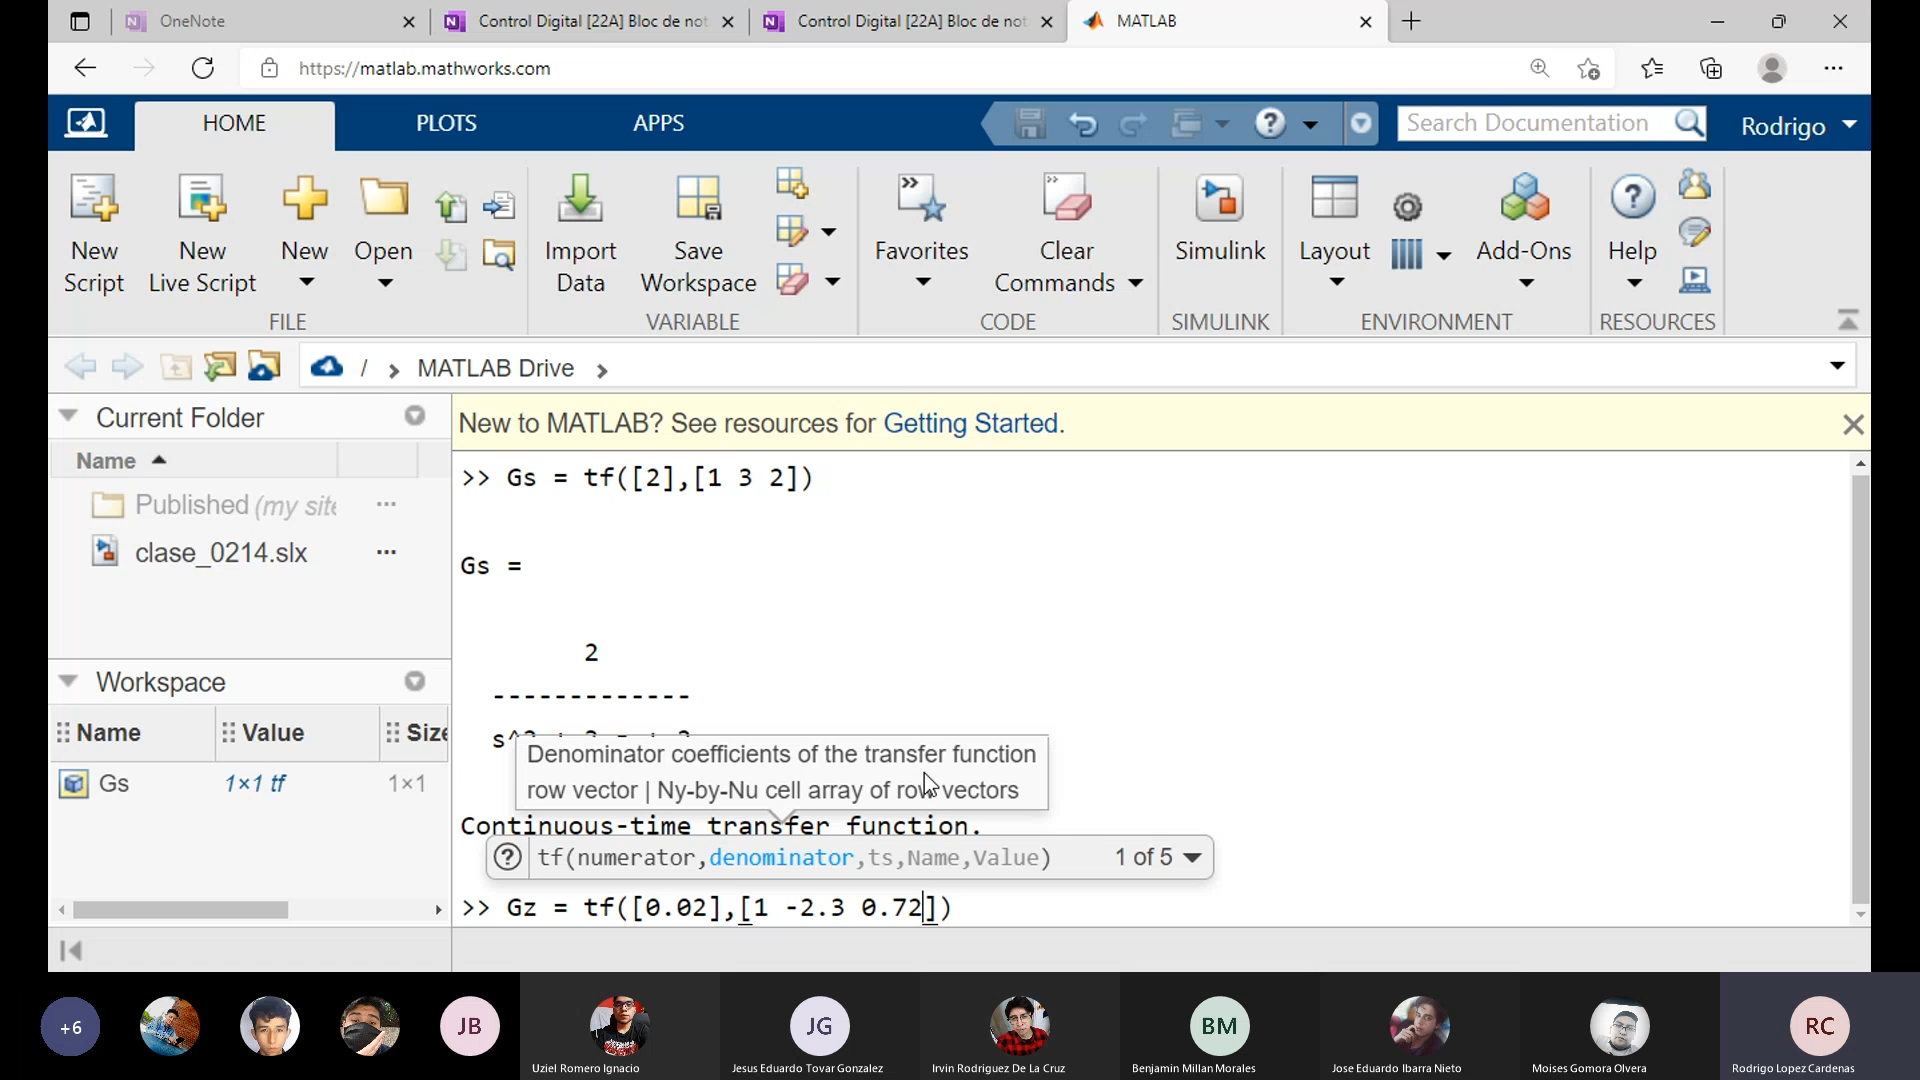 OneNote
Control Digital [22A] Bloc de not
Control Digital [22A] Bloc de not
MATLAB
https://matlab.mathworks.com
HOME
PLOTS
APPS
Search Documentation
Rodrigo
New Script
New Live Script
New
Open
FILE
Import Data
Save Workspace
VARIABLE
Favorites
Clear Commands
CODE
Simulink
SIMULINK
Layout
Add-Ons
ENVIRONMENT
Help
RESOURCES
/ > MATLAB Drive >
Current Folder
Name
Published (my site
clase_0214.slx
New to MATLAB? See resources for Getting Started.
>> Gs = tf([2],[1 3 2])
Gs =
2
-------------
Denominator coefficients of the transfer function
row vector | Ny-by-Nu cell array of row vectors
Continuous-time transfer function.
tf(numerator,denominator,ts,Name,Value) 1 of 5
>> Gz = tf([0.02],[1 -2.3 0.72])
Workspace
Name Value Size
Gs 1×1 tf 1×1
+6
JB
Uziel Romero Ignacio
JG
Jesus Eduardo Tovar Gonzalez
Irvin Rodriguez De La Cruz
BM
Benjamin Millan Morales
Jose Eduardo Ibarra Nieto
Moises Gomora Olvera
RC
Rodrigo Lopez Cardenas